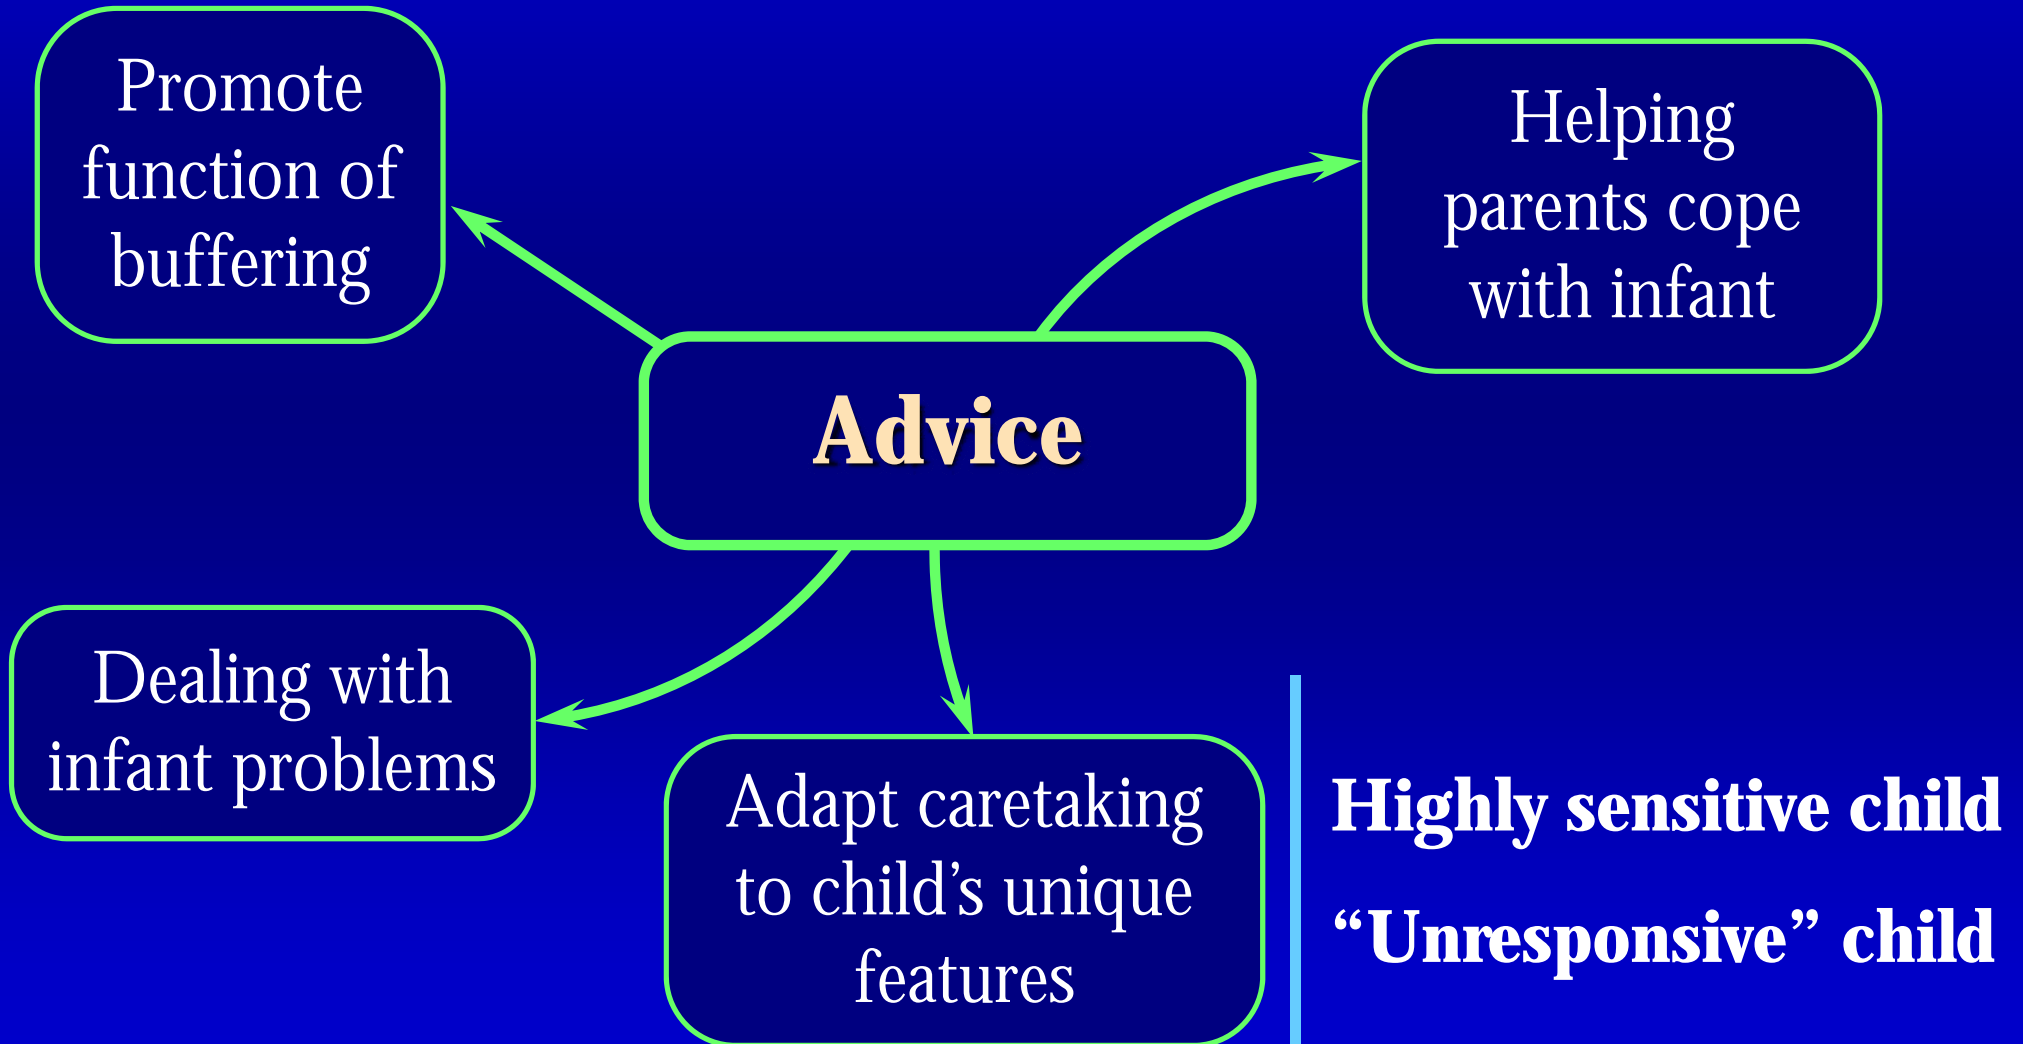 Promote
function of
buffering
Helping
parents cope
with infant
Advice
Dealing with
infant problems
Adapt caretaking
to child’s unique
features
Highly sensitive child
“Unresponsive” child